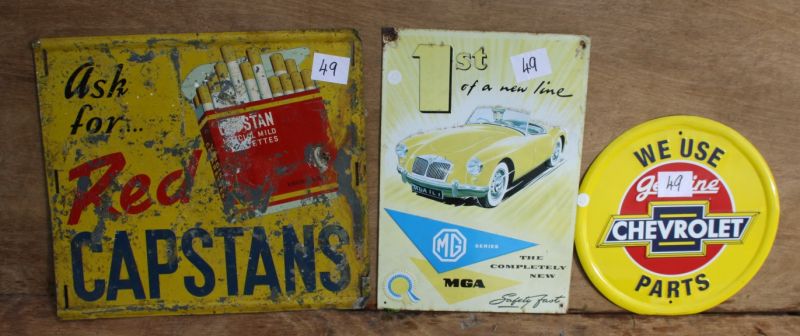 Ask
for...
Red
CAPSTANS
49
1st
of a new line
49
MG
SERIES
THE
COMPLETELY
NEW
MGA
Safety fast
WE USE
Genuine
49
CHEVROLET
PARTS